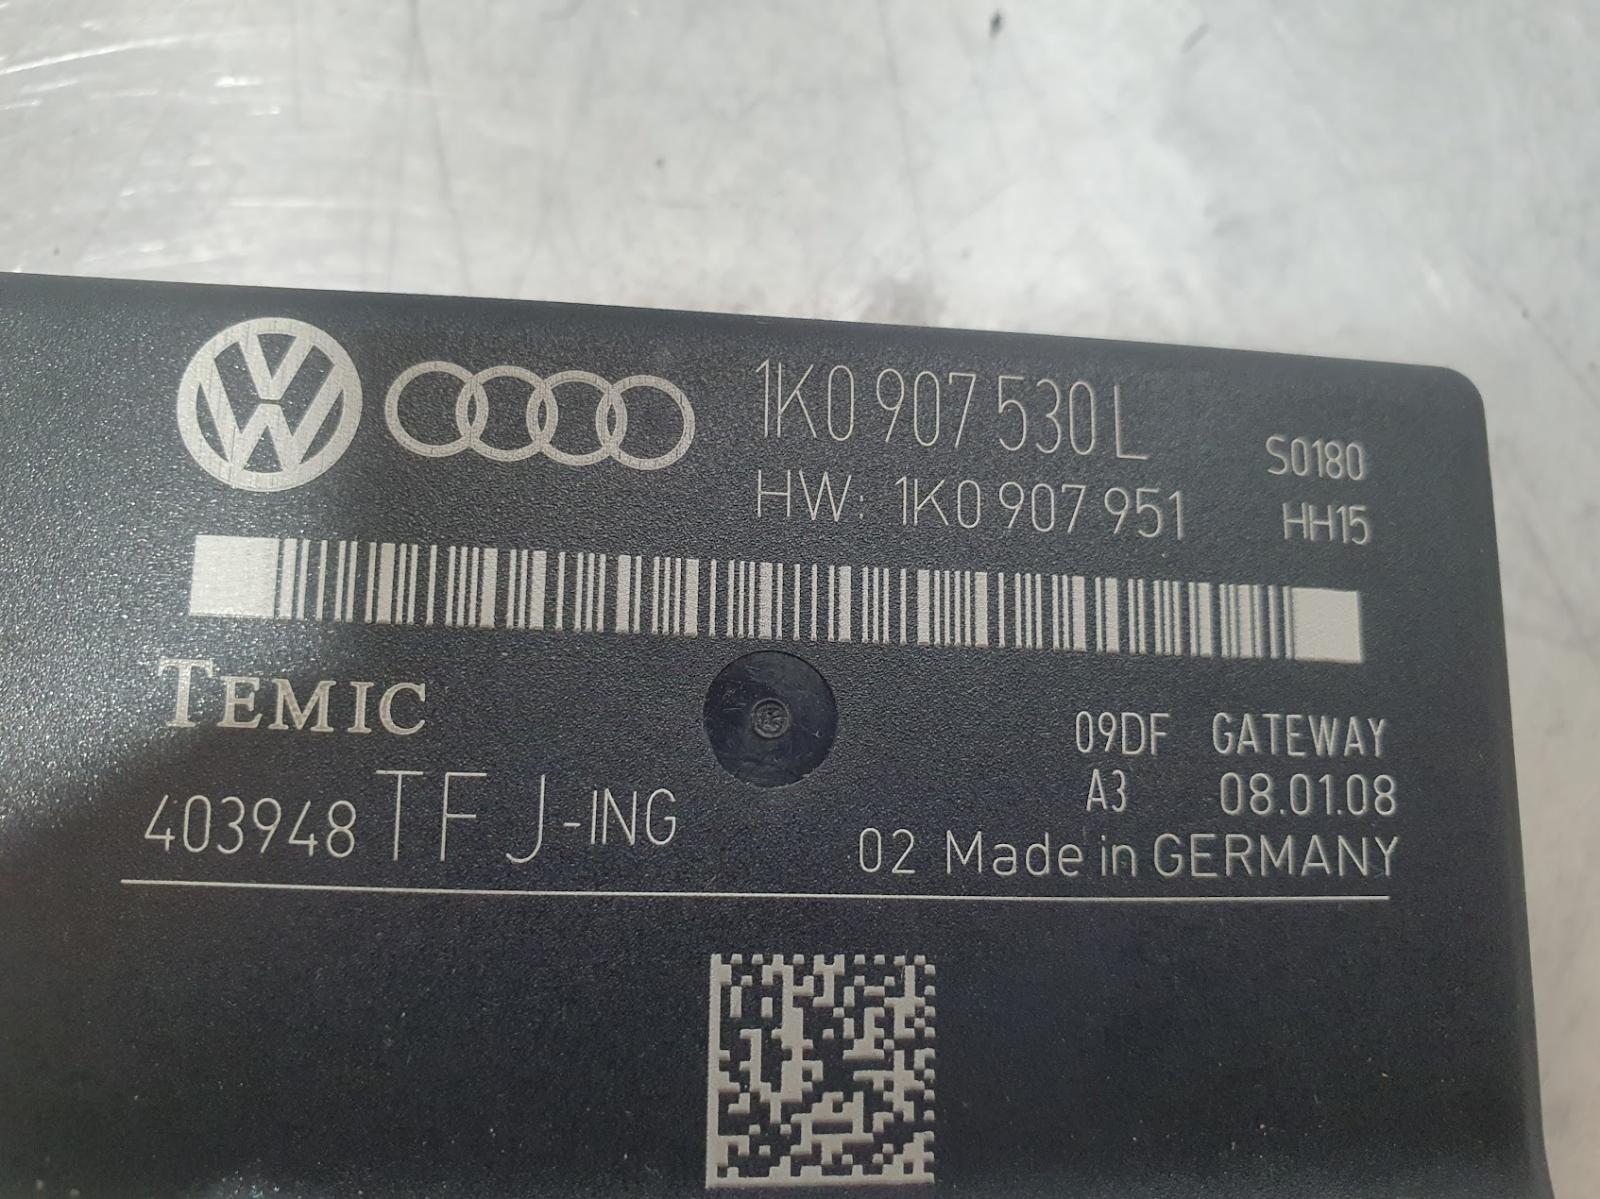 1K0 907 530 L
S0180
HW: 1K0 907 951
HH15
TEMIC
09DF GATEWAY
A3 08.01.08
403948 TFJ-ING
02 Made in GERMANY